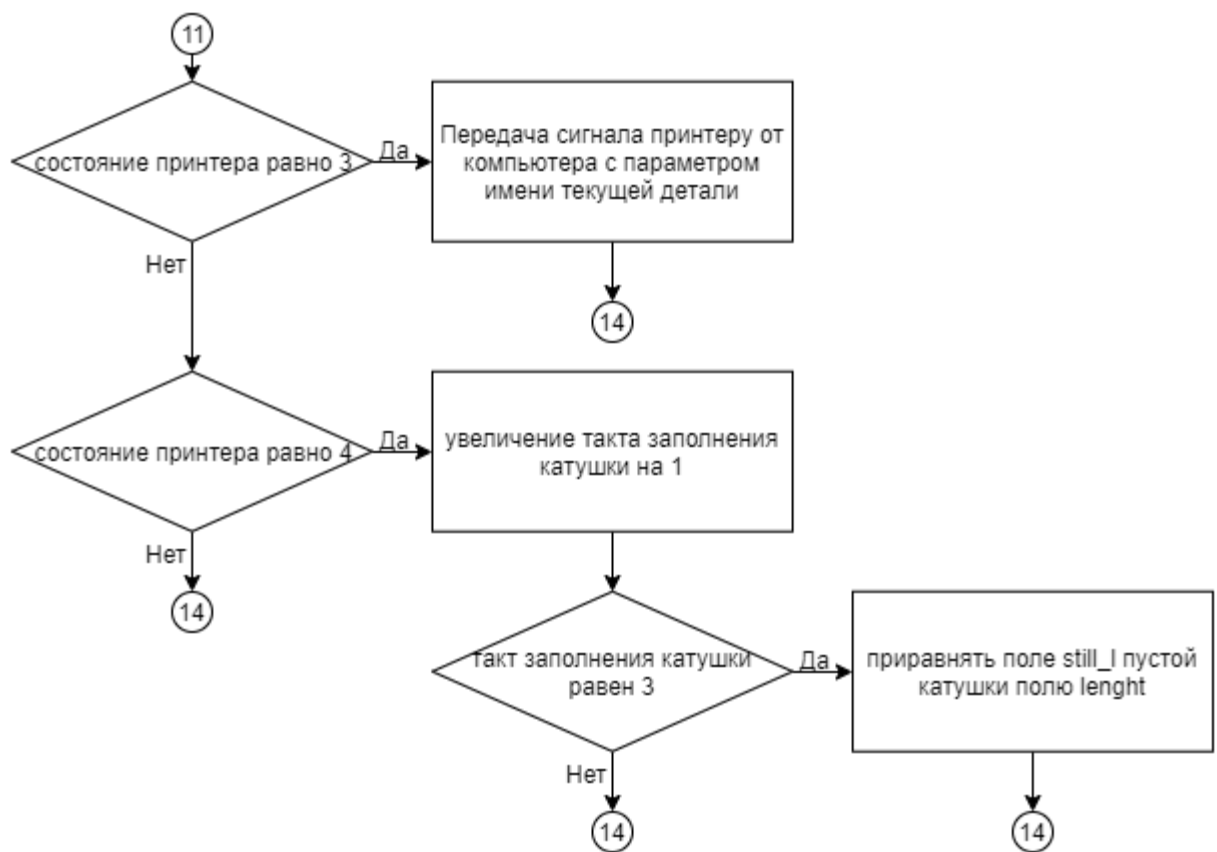 11
состояние принтера равно 3
Да
Передача сигнала принтеру от
компьютера с параметром
имени текущей детали
Нет
14
состояние принтера равно 4
Да
увеличение такта заполнения
катушки на 1
Нет
14
такт заполнения катушки
равен 3
Да
приравнять поле still_l пустой
катушки полю lenght
Нет
14
14